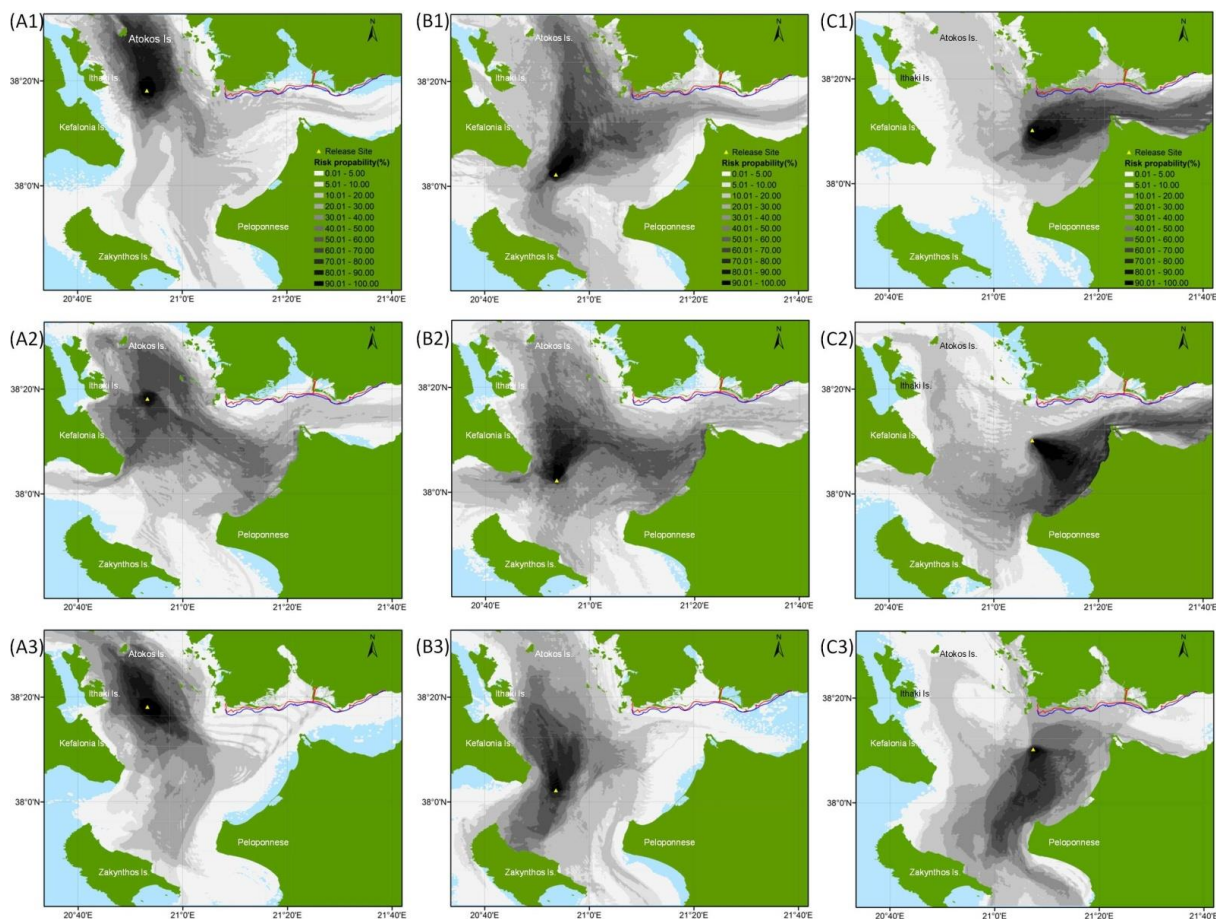 (A1)
Atokos Is.
N
38°20'N
Ithaki Is.
Kefalonia Is.
Release Site
Risk propability(%)
0.01 - 5.00
5.01 - 10.00
10.01 - 20.00
20.01 - 30.00
30.01 - 40.00
40.01 - 50.00
50.01 - 60.00
60.01 - 70.00
70.01 - 80.00
80.01 - 90.00
90.01 - 100.00
38°0'N
Peloponnese
Zakynthos Is.
20°40'E 21°0'E 21°20'E 21°40'E
(B1)
Atokos Is.
N
Ithaki Is.
Kefalonia Is.
Release Site
Risk propability(%)
0.01 - 5.00
5.01 - 10.00
10.01 - 20.00
20.01 - 30.00
30.01 - 40.00
40.01 - 50.00
50.01 - 60.00
60.01 - 70.00
70.01 - 80.00
80.01 - 90.00
90.01 - 100.00
38°0'N
Peloponnese
Zakynthos Is.
20°40'E 21°0'E 21°20'E 21°40'E
(C1)
Atokos Is.
N
38°20'N
Ithaki Is.
Kefalonia Is.
Release Site
Risk propability(%)
0.01 - 5.00
5.01 - 10.00
10.01 - 20.00
20.01 - 30.00
30.01 - 40.00
40.01 - 50.00
50.01 - 60.00
60.01 - 70.00
70.01 - 80.00
80.01 - 90.00
90.01 - 100.00
38°0'N
Peloponnese
Zakynthos Is.
20°40'E 21°0'E 21°20'E 21°40'E
(A2)
Atokos Is.
N
38°20'N
Ithaki Is.
Kefalonia Is.
38°0'N
Peloponnese
Zakynthos Is.
20°40'E 21°0'E 21°20'E 21°40'E
(B2)
Atokos Is.
N
38°20'N
Ithaki Is.
Kefalonia Is.
38°0'N
Peloponnese
Zakynthos Is.
20°40'E 21°0'E 21°20'E 21°40'E
(C2)
Atokos Is.
N
38°20'N
Ithaki Is.
Kefalonia Is.
38°0'N
Peloponnese
Zakynthos Is.
20°40'E 21°0'E 21°20'E 21°40'E
(A3)
Atokos Is.
N
38°20'N
Ithaki Is.
Kefalonia Is.
38°0'N
Peloponnese
Zakynthos Is.
20°40'E 21°0'E 21°20'E 21°40'E
(B3)
Atokos Is.
N
38°20'N
Ithaki Is.
Kefalonia Is.
38°0'N
Peloponnese
Zakynthos Is.
20°40'E 21°0'E 21°20'E 21°40'E
(C3)
Atokos Is.
N
38°20'N
Ithaki Is.
Kefalonia Is.
38°0'N
Peloponnese
Zakynthos Is.
20°40'E 21°0'E 21°20'E 21°40'E